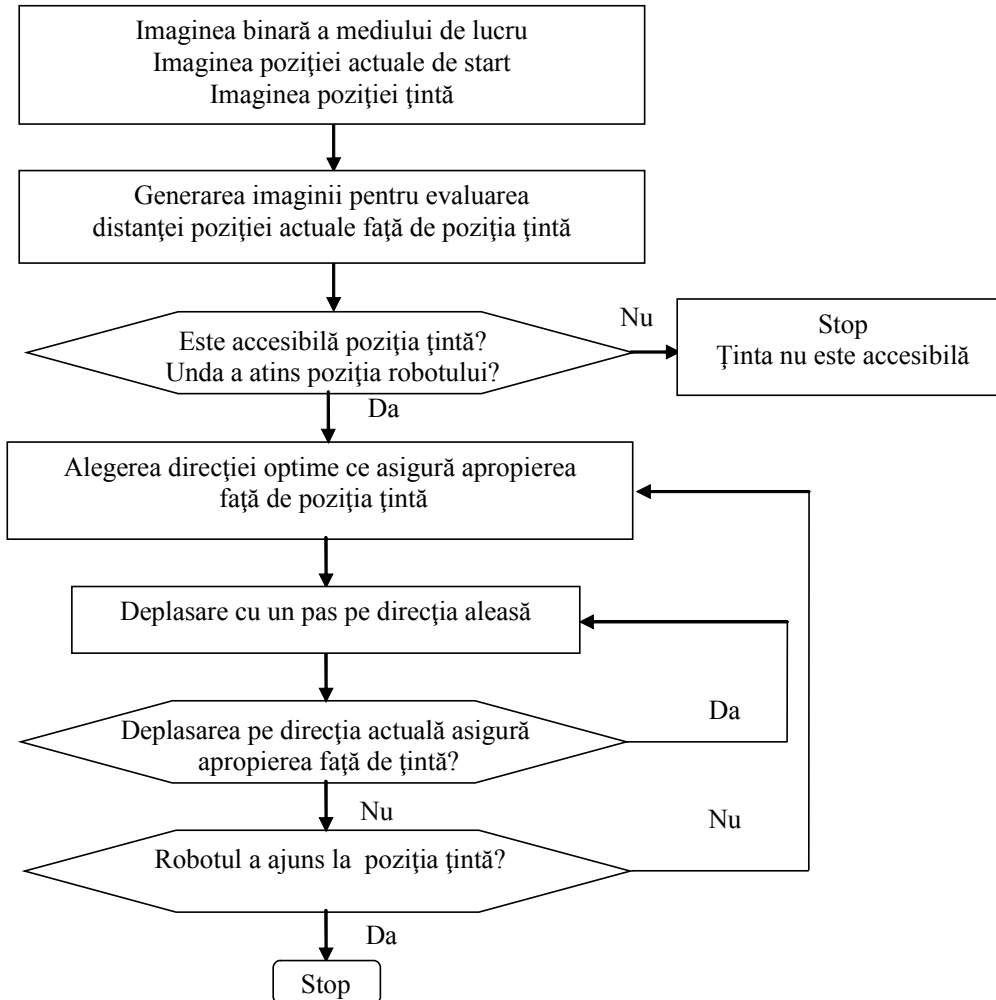 Imaginea binară a mediului de lucru
Imaginea poziţiei actuale de start
Imaginea poziţiei ţintă
Generarea imaginii pentru evaluarea
distanţei poziţiei actuale faţă de poziţia ţintă
Este accesibilă poziţia ţintă?
Unda a atins poziţia robotului?
Nu
Stop
Ţinta nu este accesibilă
Da
Alegerea direcţiei optime ce asigură apropierea
faţă de poziţia ţintă
Deplasare cu un pas pe direcţia aleasă
Deplasarea pe direcţia actuală asigură
apropierea faţă de ţintă?
Da
Nu
Robotul a ajuns la poziţia ţintă?
Nu
Da
Stop